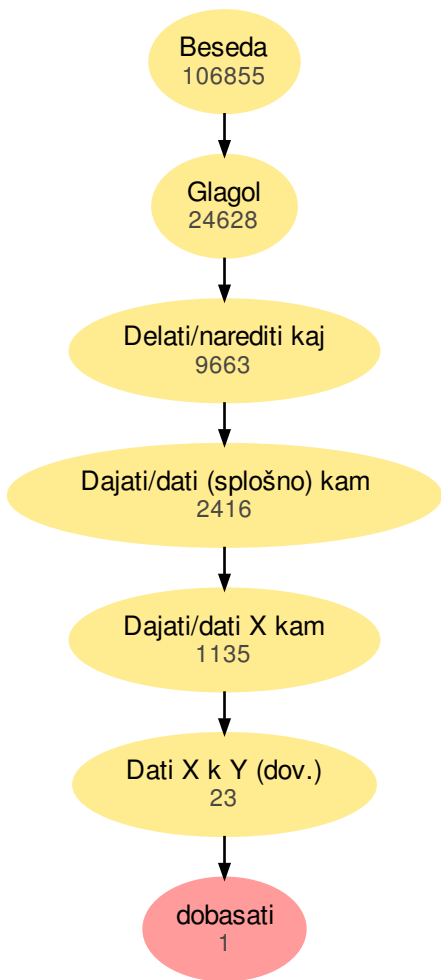 Beseda
106855
Glagol
24628
Delati/narediti kaj
9663
Dajati/dati (splošno) kam
2416
Dajati/dati X kam
1135
Dati X k Y (dov.)
23
dobasati
1